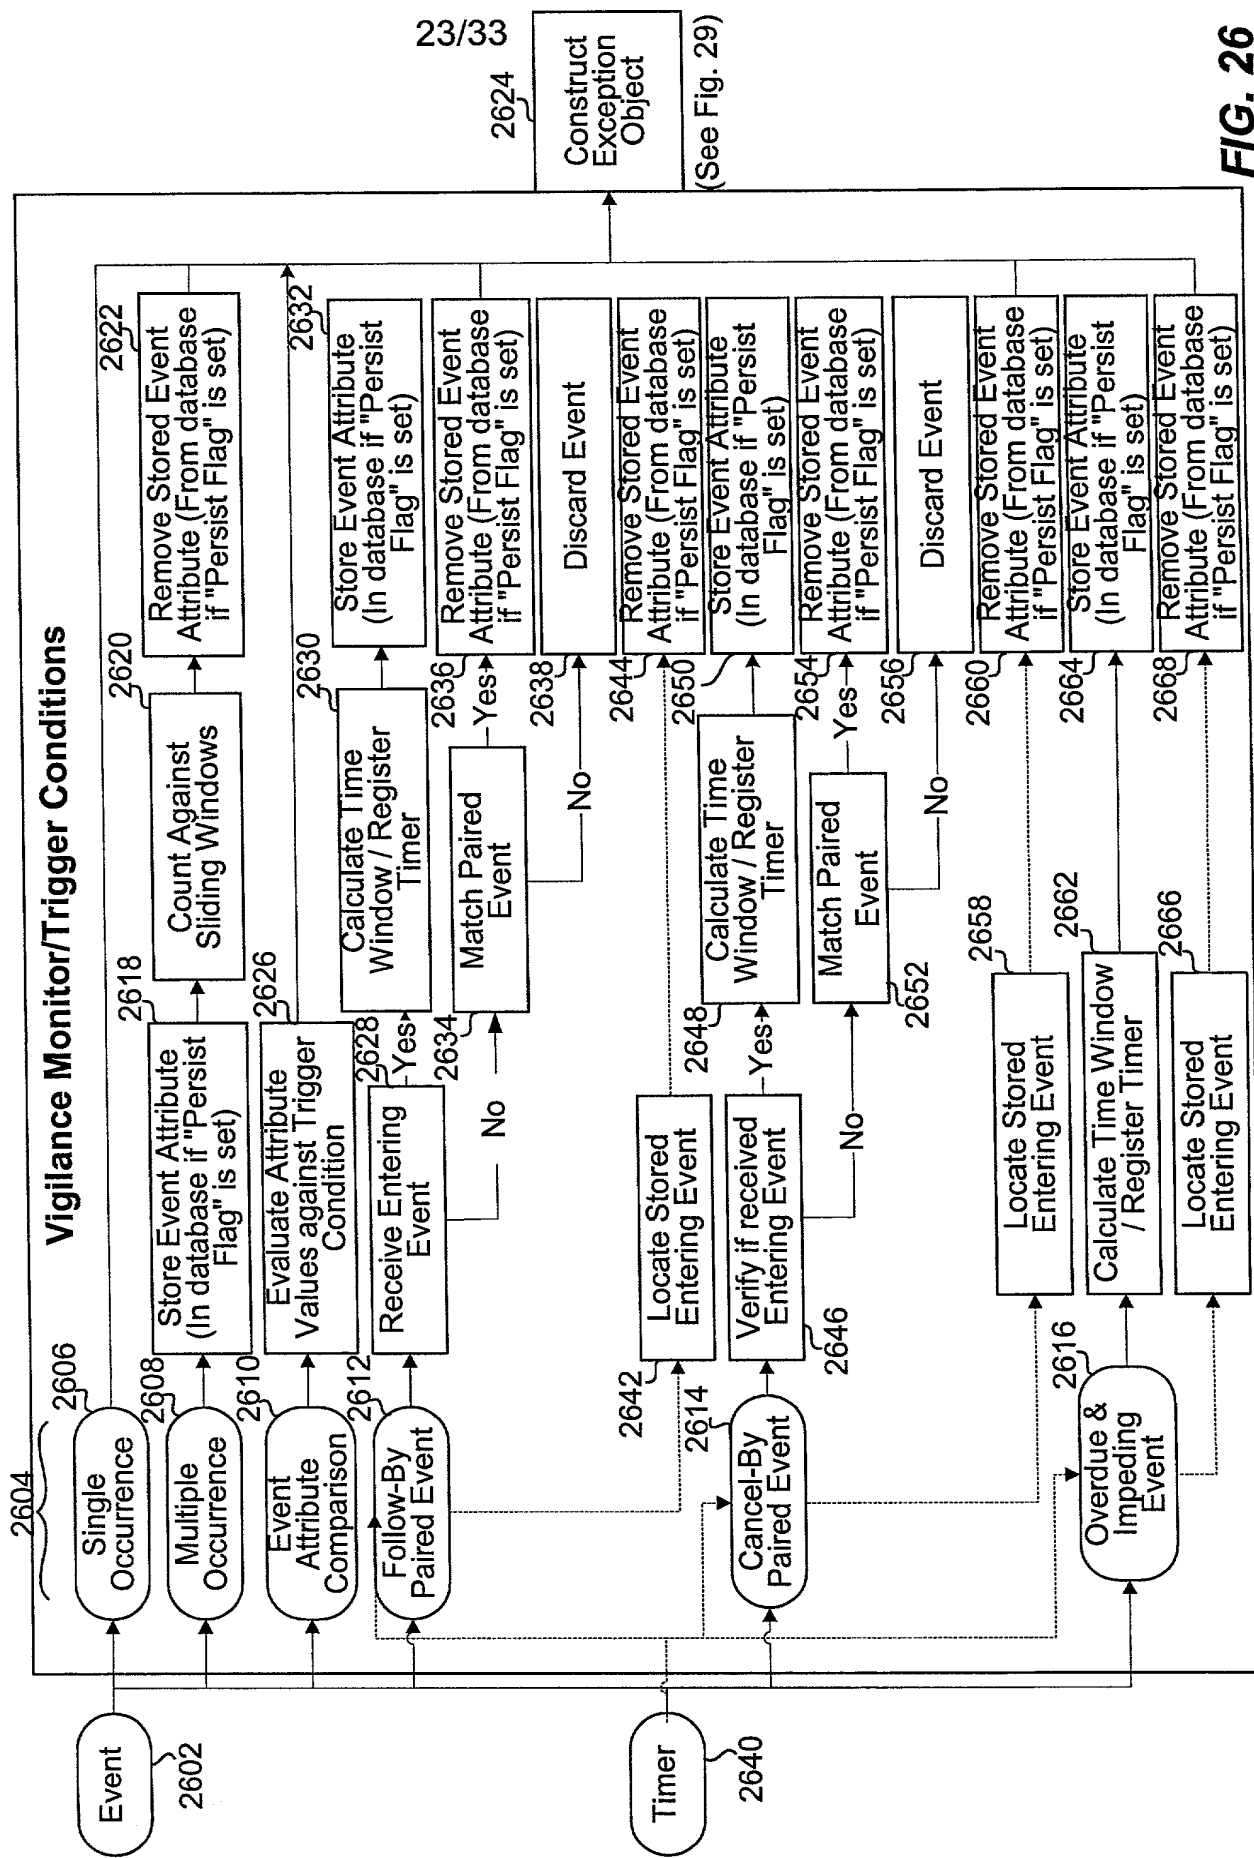 23/33
Vigilance Monitor/Trigger Conditions
2604
Event
2602
Timer
2640
Single
Occurrence
2606
Multiple
Occurrence
2608
Store Event Attribute
(In database if "Persist
Flag" is set)
2618
Count Against
Sliding Windows
2620
Remove Stored Event
Attribute (From database
if "Persist Flag" is set)
2622
Construct
Exception
Object
2624
(See Fig. 29)
Event
Attribute
Comparison
2610
Evaluate Attribute
Values against Trigger
Condition
2626
Follow-By
Paired Event
2612
Receive Entering
Event
2628
Yes
Calculate Time
Window / Register
Timer
2630
Store Event Attribute
(In database if "Persist
Flag" is set)
2632
No
Match Paired
Event
2634
Yes
Remove Stored Event
Attribute (From database
if "Persist Flag" is set)
2636
No
Discard Event
2638
Locate Stored
Entering Event
2642
Remove Stored Event
Attribute (From database
if "Persist Flag" is set)
2644
Cancel-By
Paired Event
2614
Verify if received
Entering Event
2646
Yes
Calculate Time
Window / Register
Timer
2648
Store Event Attribute
(In database if "Persist
Flag" is set)
2650
No
Match Paired
Event
2652
Yes
Remove Stored Event
Attribute (From database
if "Persist Flag" is set)
2654
No
Discard Event
2656
Locate Stored
Entering Event
2658
Remove Stored Event
Attribute (From database
if "Persist Flag" is set)
2660
Overdue &
Impeding
Event
2616
Calculate Time Window
/ Register Timer
2662
Store Event Attribute
(In database if "Persist
Flag" is set)
2664
Locate Stored
Entering Event
2666
Remove Stored Event
Attribute (From database
if "Persist Flag" is set)
2668
FIG. 26